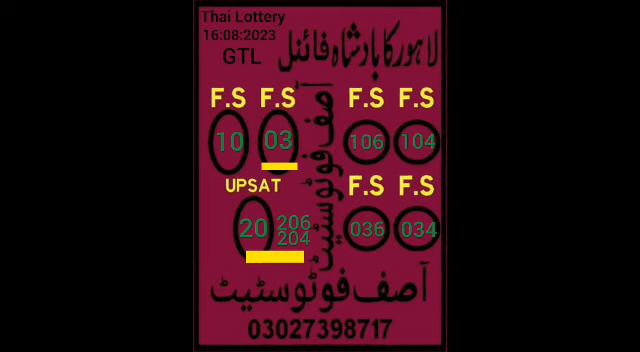 Thai Lottery
16:08:2023
GTL
لاہور کا بادشاہ فائنل
F.S F.S F.S F.S
10 03 106 104
آصف فوٹوسٹیٹ
UPSAT F.S F.S
20 206 036 034
204
آصف فوٹوسٹیٹ
03027398717